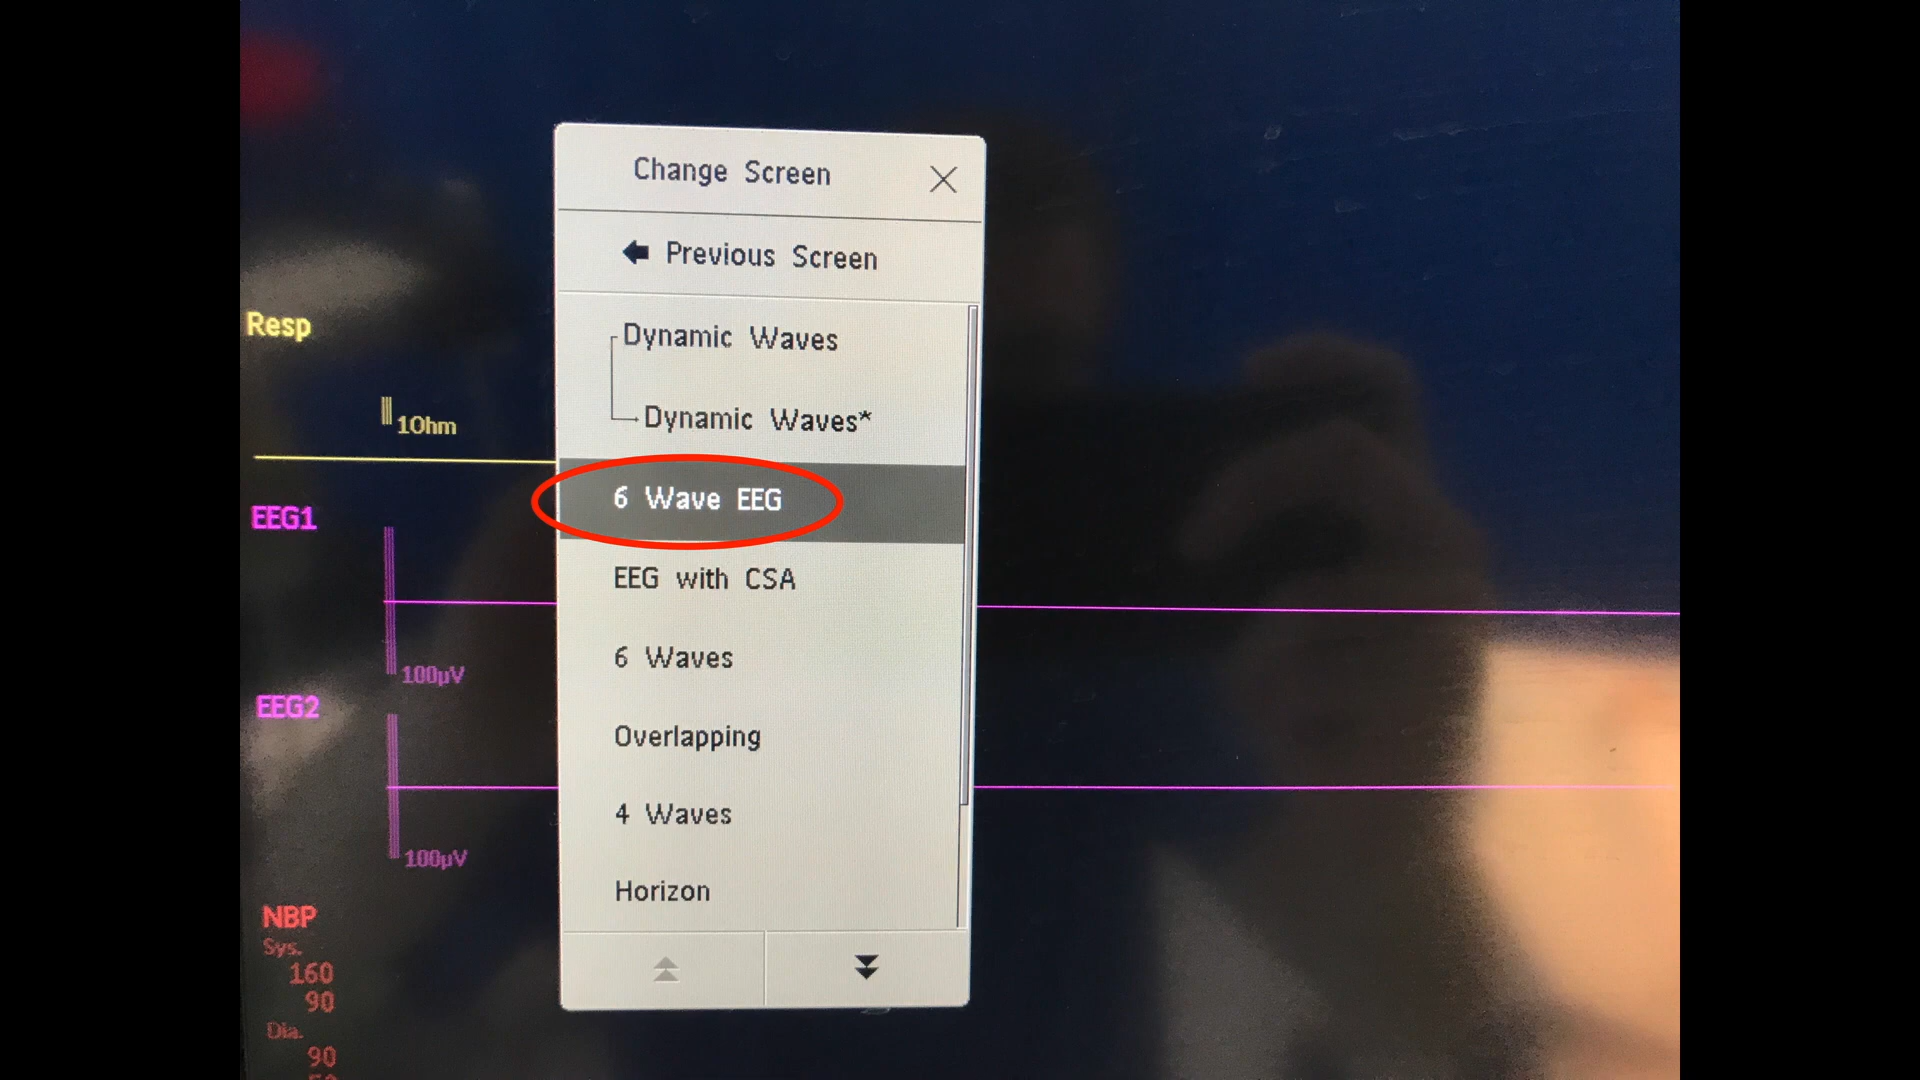 Change Screen
Previous Screen
Dynamic Waves
Dynamic Waves*
6 Wave EEG
EEG with CSA
6 Waves
Overlapping
4 Waves
Horizon
Resp
1Ohm
EEG1
100µV
EEG2
100µV
NBP
Sys.
160
90
Dia.
90